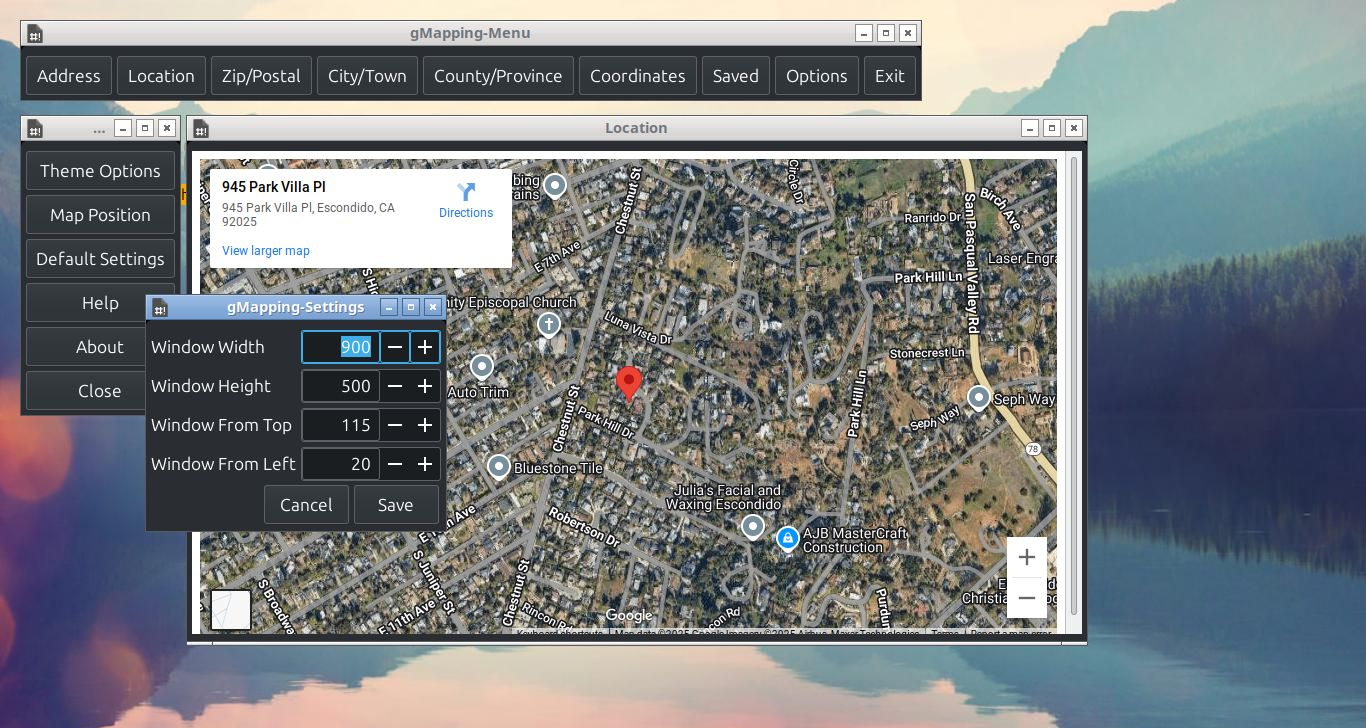 gMapping-Menu
Address Location Zip/Postal City/Town County/Province Coordinates Saved Options Exit
...
Theme Options
Map Position
Default Settings
Help
About
Close
Location
945 Park Villa Pl
945 Park Villa Pl, Escondido, CA
92025
Directions
View larger map
Chestnut St
Circle Dr
Birch Ave
Ranrido Dr
San Pasqual Valley Rd
E 7th Ave
Laser Engra
Park Hill Ln
Episcopal Church
Luna Vista Dr
Stonecrest Ln
Auto Trim
Chestnut St
Park Hill Dr
Park Hill Ln
Seph Way
Seph Way
78
Bluestone Tile
Julia's Facial and
Waxing Escondido
AJB MasterCraft
Construction
Robertson Dr
S Juniper St
S Broadwa
E 11th Ave
Chestnut St
Rincon
Google
Keyboard shortcuts Map data ©2025 Google Imagery ©2025 Airbus, Maxar Technologies Terms Report a map error
gMapping-Settings
Window Width 900 − +
Window Height 500 − +
Window From Top 115 − +
Window From Left 20 − +
Cancel Save